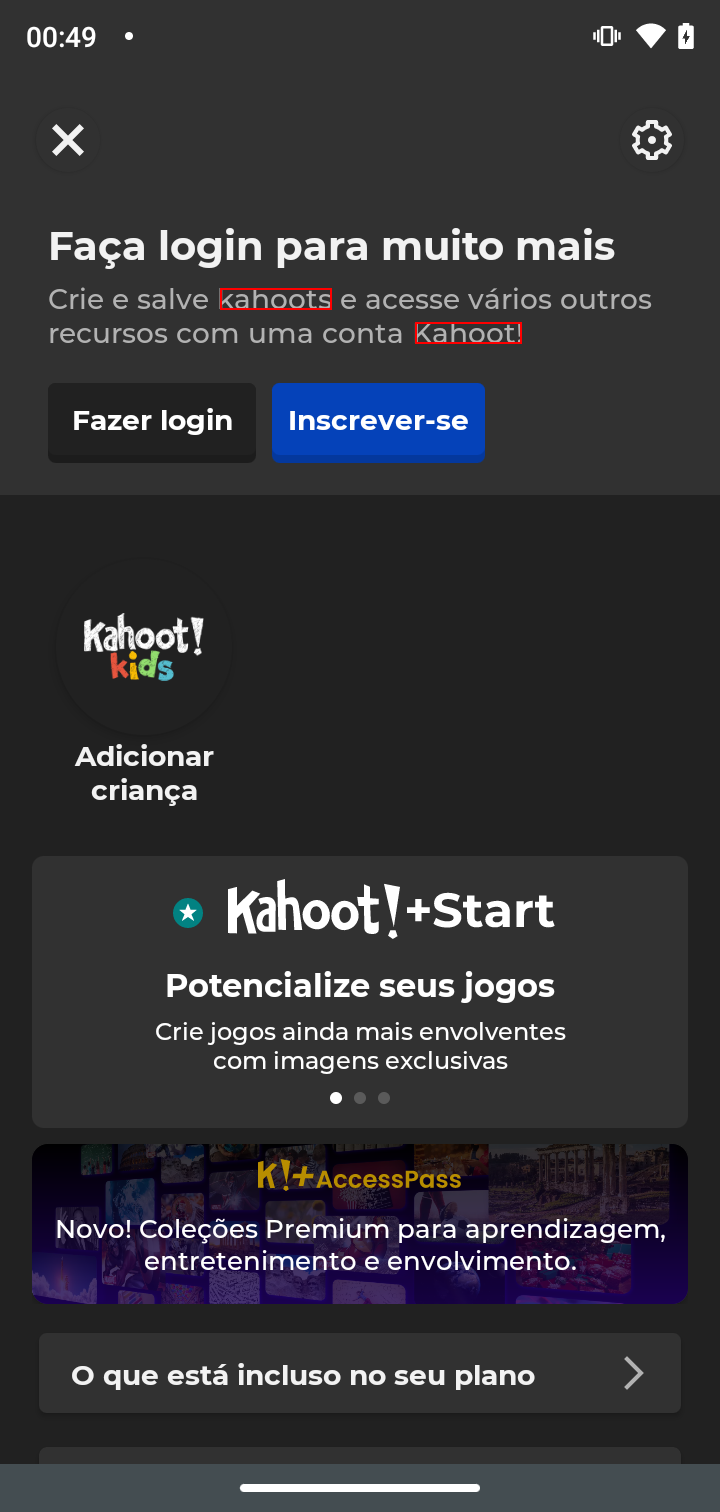 00:49
Faça login para muito mais
Crie e salve kahoots e acesse vários outros
recursos com uma conta Kahoot!
Fazer login
Inscrever-se
Kahoot!
kids
Adicionar
criança
Kahoot!+Start
Potencialize seus jogos
Crie jogos ainda mais envolventes
com imagens exclusivas
K!+AccessPass
Novo! Coleções Premium para aprendizagem,
entretenimento e envolvimento.
O que está incluso no seu plano